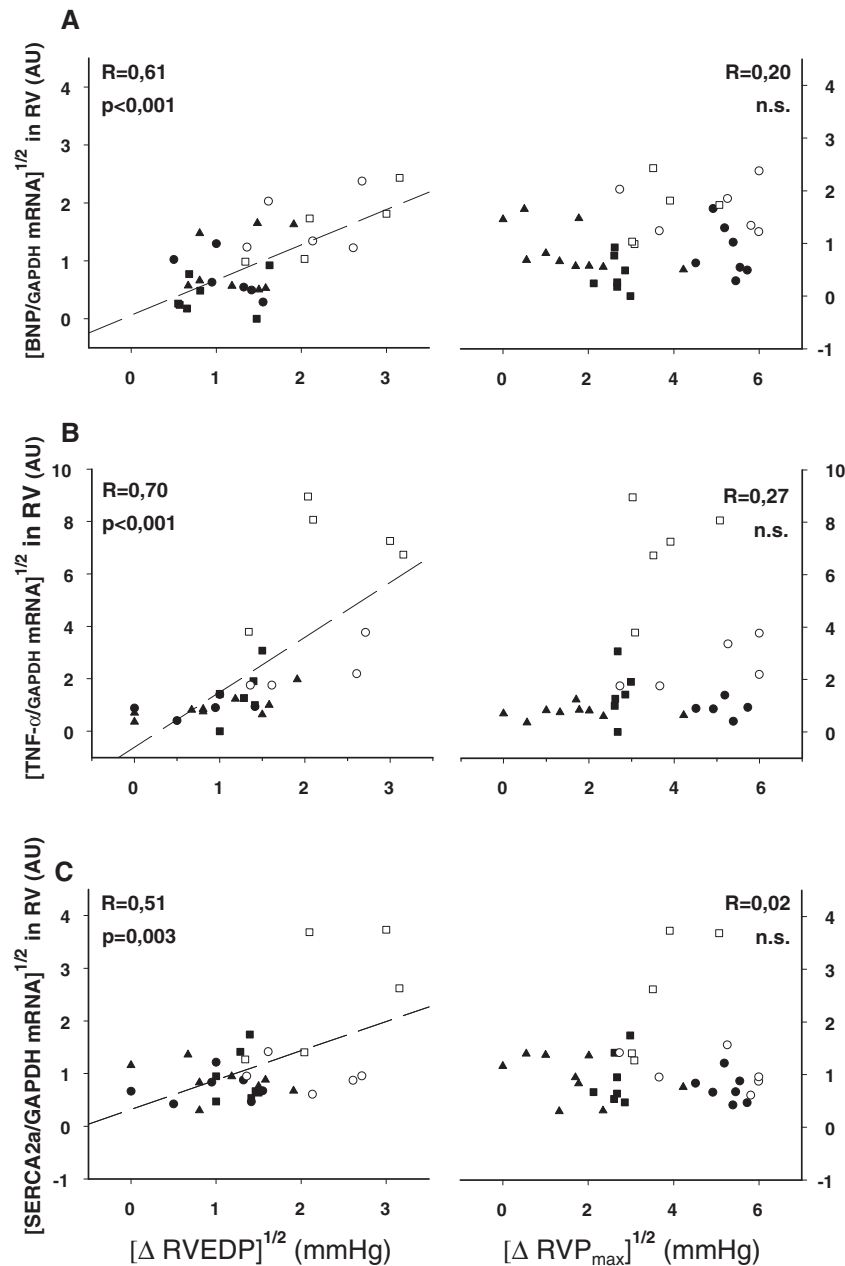 A
[BNP/GAPDH mRNA]1/2 in RV (AU)
R=0,61
p<0,001
4
3
2
1
0
0 1 2 3
R=0,20
n.s.
4
3
2
1
0
-1
0 2 4 6
B
[TNF-α/GAPDH mRNA]1/2 in RV (AU)
R=0,70
p<0,001
10
8
6
4
2
0
0 1 2 3
R=0,27
n.s.
10
8
6
4
2
0
0 2 4 6
C
[SERCA2a/GAPDH mRNA]1/2 in RV (AU)
R=0,51
p=0,003
4
3
2
1
0
-1
0 1 2 3
[Δ RVEDP]1/2 (mmHg)
R=0,02
n.s.
4
3
2
1
0
-1
0 2 4 6
[Δ RVPmax]1/2 (mmHg)